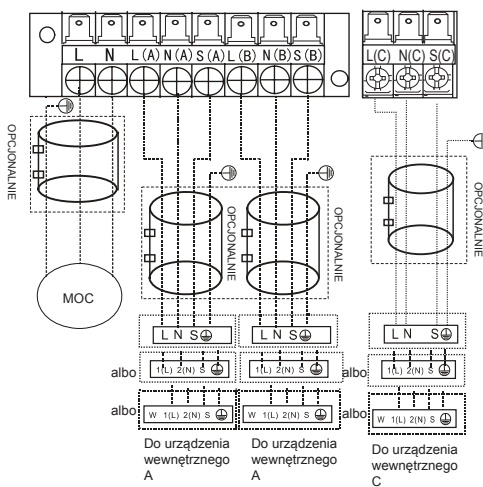 L N L(A) N(A) S(A) L(B) N(B) S(B)
L(C) N(C) S(C)
OPCJONALNIE
OPCJONALNIE
OPCJONALNIE
OPCJONALNIE
MOC
L N S
L N S
L N S
albo
1(L) 2(N) S
1(L) 2(N) S
albo
1(L) 2(N) S
albo
W 1(L) 2(N) S
W 1(L) 2(N) S
albo
W 1(L) 2(N) S
Do urządzenia
wewnętrznego
A
Do urządzenia
wewnętrznego
A
Do urządzenia
wewnętrznego
C